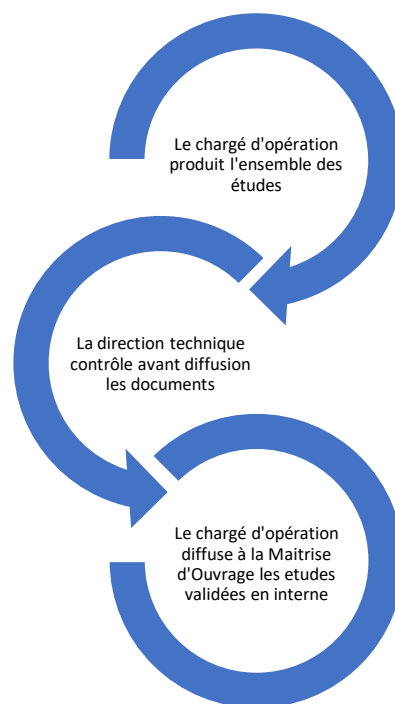 Le chargé d'opération
produit l'ensemble des
études
La direction technique
contrôle avant diffusion
les documents
Le chargé d'opération
diffuse à la Maitrise
d'Ouvrage les etudes
validées en interne